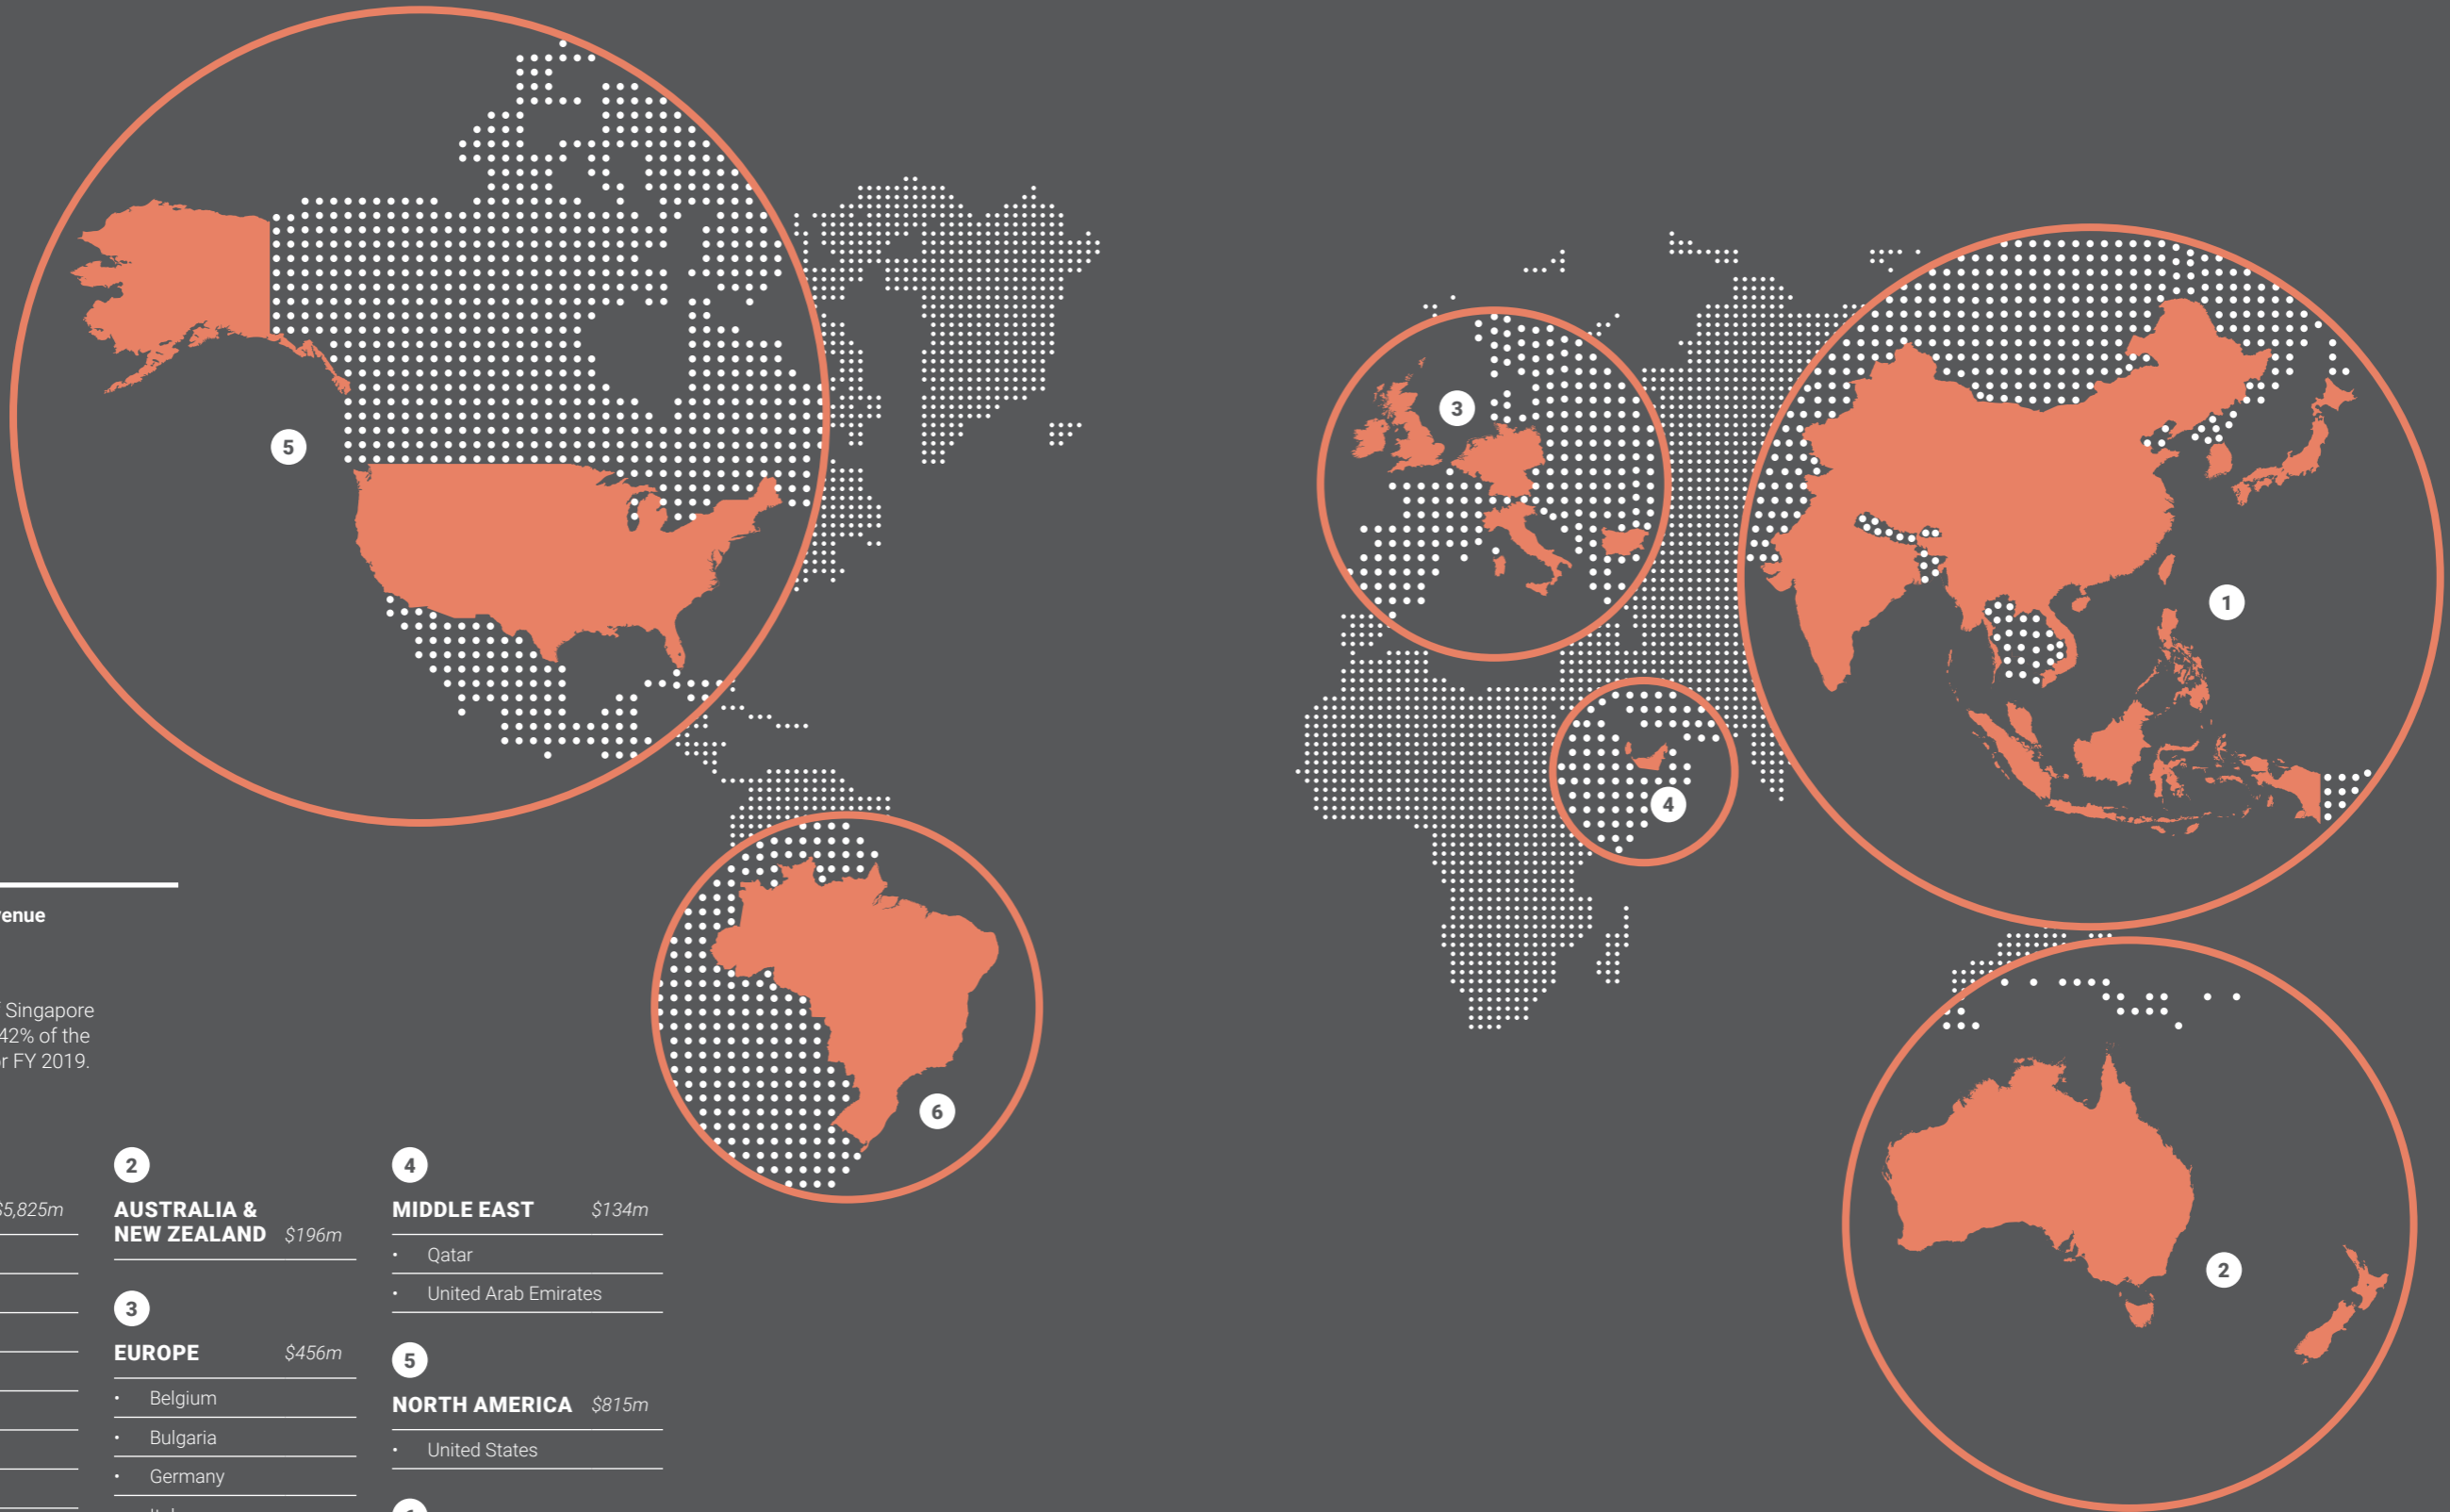 5
3
1
4
6
2
Singapore
42% of the
FY 2019.
$5,825m
2
AUSTRALIA &
NEW ZEALAND $196m
3
EUROPE $456m
• Belgium
• Bulgaria
• Germany
4
MIDDLE EAST $134m
• Qatar
• United Arab Emirates
5
NORTH AMERICA $815m
• United States